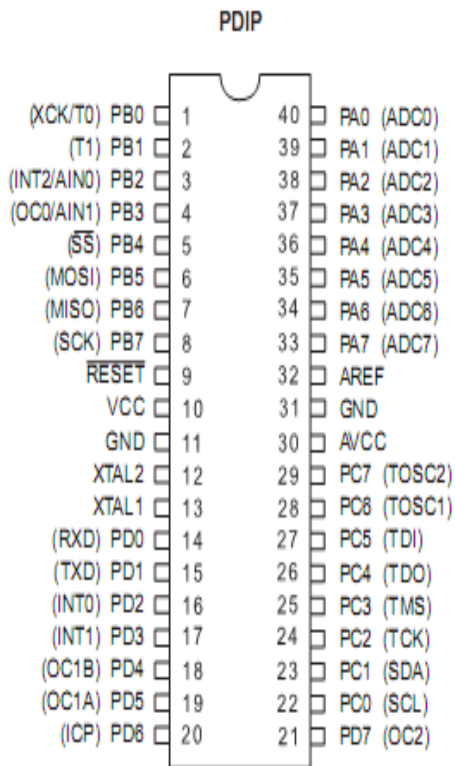 PDIP
(XCK/T0) PB0 1 40 PA0 (ADC0)
(T1) PB1 2 39 PA1 (ADC1)
(INT2/AIN0) PB2 3 38 PA2 (ADC2)
(OC0/AIN1) PB3 4 37 PA3 (ADC3)
(SS) PB4 5 36 PA4 (ADC4)
(MOSI) PB5 6 35 PA5 (ADC5)
(MISO) PB6 7 34 PA6 (ADC6)
(SCK) PB7 8 33 PA7 (ADC7)
RESET 9 32 AREF
VCC 10 31 GND
GND 11 30 AVCC
XTAL2 12 29 PC7 (TOSC2)
XTAL1 13 28 PC6 (TOSC1)
(RXD) PD0 14 27 PC5 (TDI)
(TXD) PD1 15 26 PC4 (TDO)
(INT0) PD2 16 25 PC3 (TMS)
(INT1) PD3 17 24 PC2 (TCK)
(OC1B) PD4 18 23 PC1 (SDA)
(OC1A) PD5 19 22 PC0 (SCL)
(ICP) PD6 20 21 PD7 (OC2)